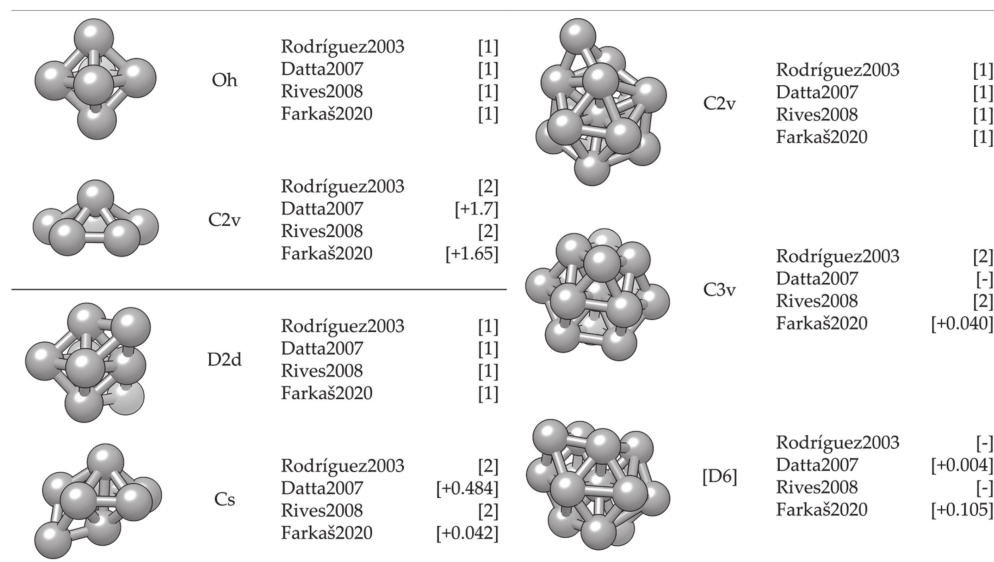 Oh
Rodríguez2003 [1]
Datta2007 [1]
Rives2008 [1]
Farkaš2020 [1]
C2v
Rodríguez2003 [2]
Datta2007 [+1.7]
Rives2008 [2]
Farkaš2020 [+1.65]
D2d
Rodríguez2003 [1]
Datta2007 [1]
Rives2008 [1]
Farkaš2020 [1]
Cs
Rodríguez2003 [2]
Datta2007 [+0.484]
Rives2008 [2]
Farkaš2020 [+0.042]
C2v
Rodríguez2003 [1]
Datta2007 [1]
Rives2008 [1]
Farkaš2020 [1]
C3v
Rodríguez2003 [2]
Datta2007 [-]
Rives2008 [2]
Farkaš2020 [+0.040]
[D6]
Rodríguez2003 [-]
Datta2007 [+0.004]
Rives2008 [-]
Farkaš2020 [+0.105]